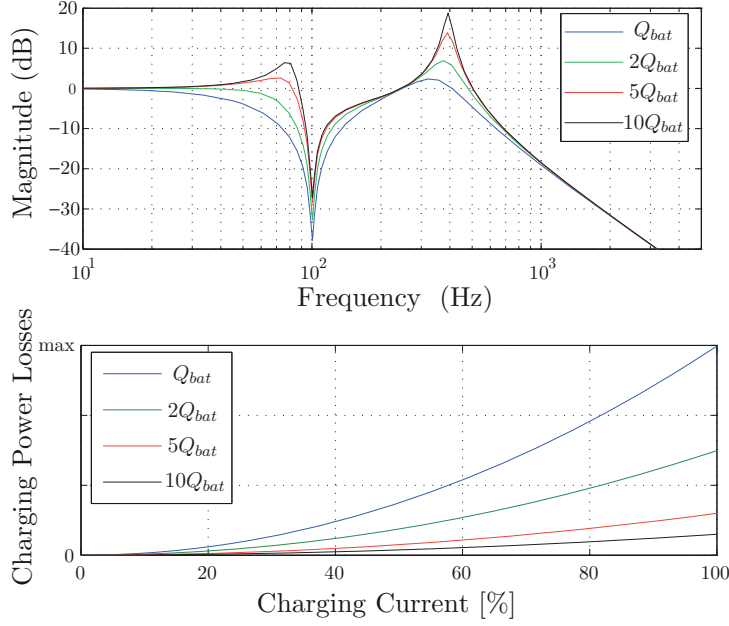 Magnitude (dB)
20
10
0
−10
−20
−30
−40
10^1
10^2
10^3
Frequency (Hz)
Q_bat
2Q_bat
5Q_bat
10Q_bat
Charging Power Losses
max
0
0
20
40
60
80
100
Charging Current [%]
Q_bat
2Q_bat
5Q_bat
10Q_bat